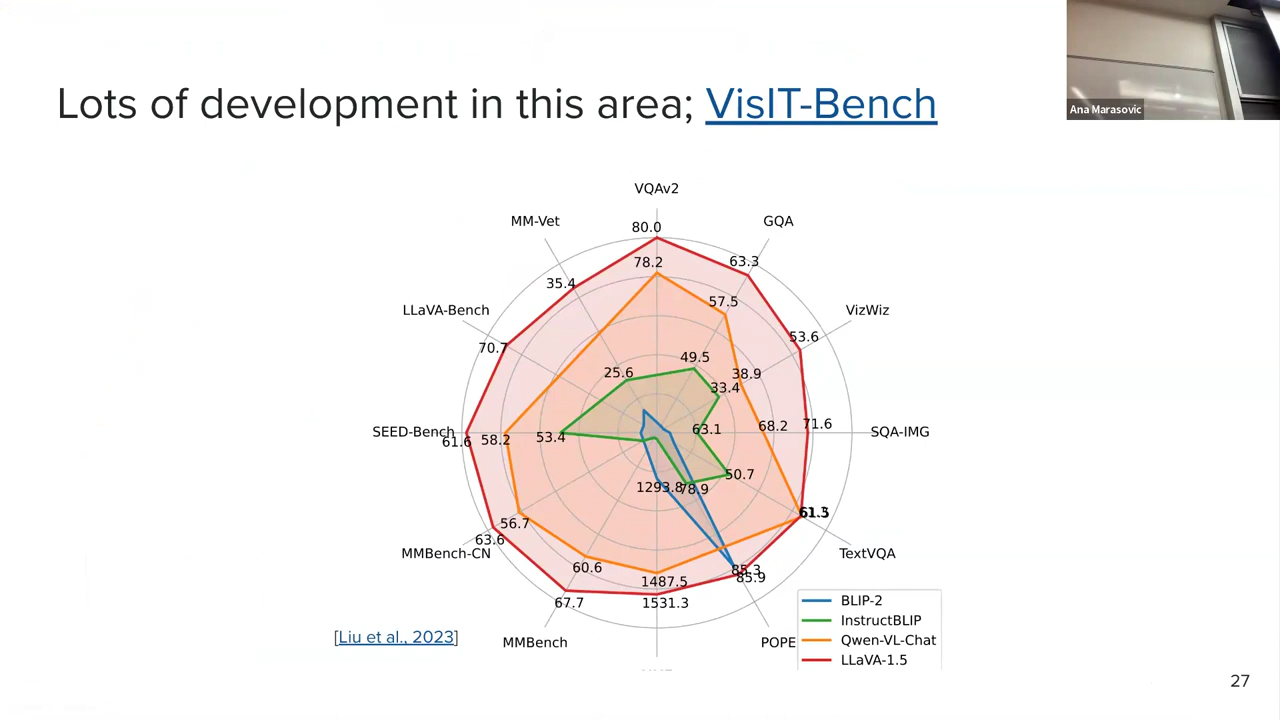 Lots of development in this area; VisIT-Bench
Ana Marasovic
VQAv2
MM-Vet
GQA
80.0
78.2
63.3
35.4
57.5
LLaVA-Bench
VizWiz
70.7
53.6
49.5
25.6
38.9
33.4
SEED-Bench
61.6
58.2
53.4
63.1
68.2
71.6
SQA-IMG
50.7
1293.8
78.9
56.7
63.6
61.5
MMBench-CN
TextVQA
60.6
85.3
85.9
1487.5
67.7
1531.3
[Liu et al., 2023]
MMBench
POPE
BLIP-2
InstructBLIP
Qwen-VL-Chat
LLaVA-1.5
27